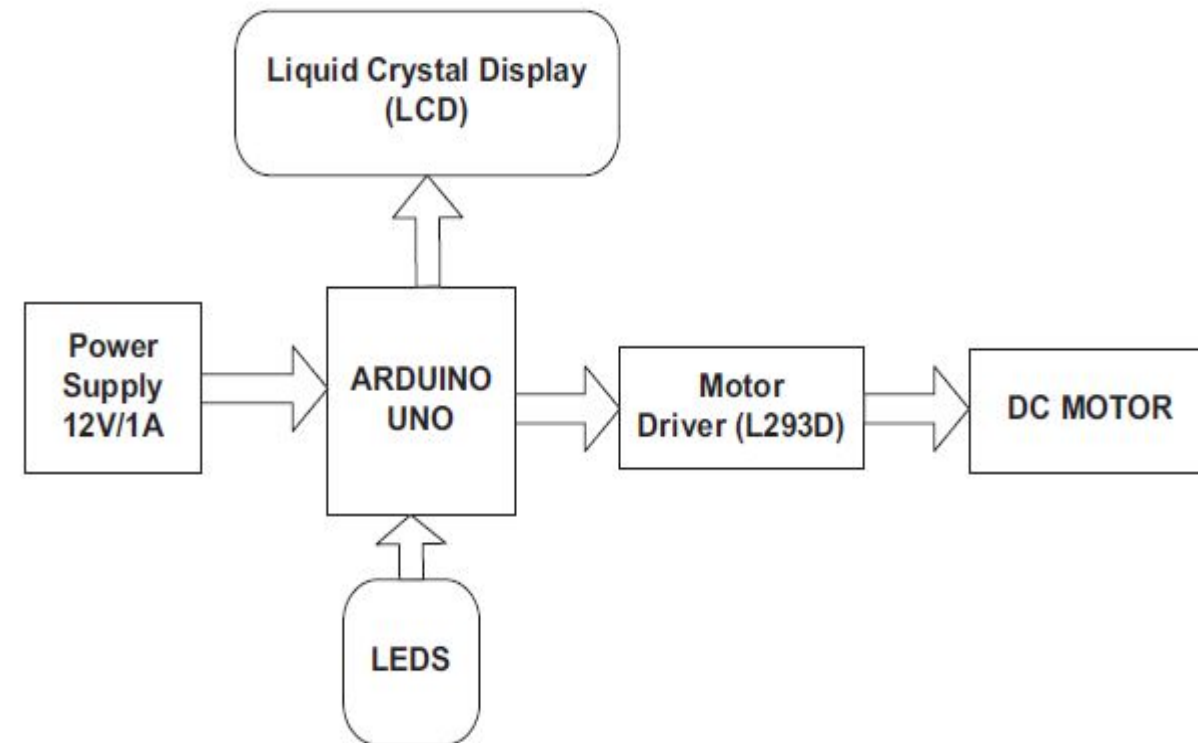 Liquid Crystal Display
(LCD)
Power
Supply
12V/1A
ARDUINO
UNO
Motor
Driver (L293D)
DC MOTOR
LEDS